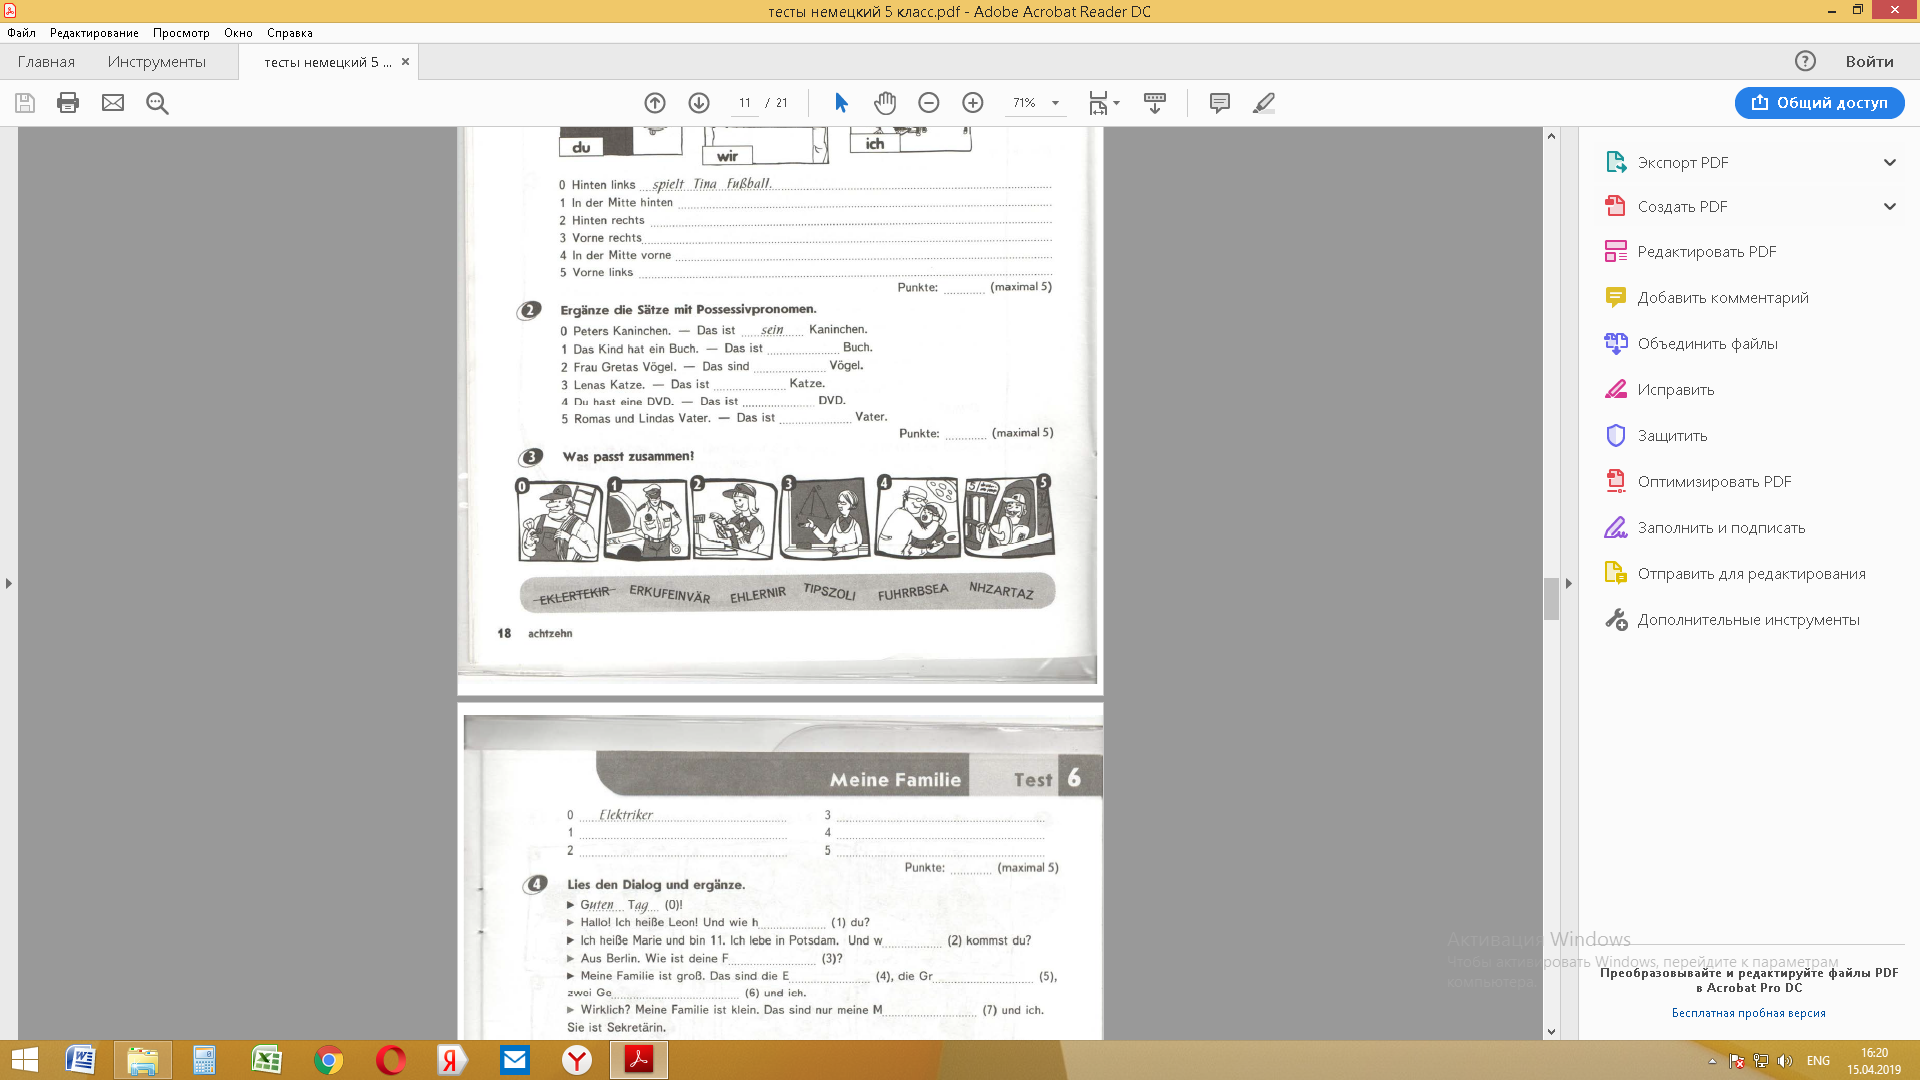 тесты немецкий 5 класс.pdf - Adobe Acrobat Reader DC
Файл Редактирование Просмотр Окно Справка
Главная Инструменты тесты немецкий 5 ... Войти
11 / 21 71% Общий доступ
du wir ich
0 Hinten links spielt Tina Fußball.
1 In der Mitte hinten
2 Hinten rechts
3 Vorne rechts
4 In der Mitte vorne
5 Vorne links
Punkte: (maximal 5)
2 Ergänze die Sätze mit Possessivpronomen.
0 Peters Kaninchen. — Das ist sein Kaninchen.
1 Das Kind hat ein Buch. — Das ist Buch.
2 Frau Gretas Vögel. — Das sind Vögel.
3 Lenas Katze. — Das ist Katze.
4 Du hast eine DVD. — Das ist DVD.
5 Romas und Lindas Vater. — Das ist Vater.
Punkte: (maximal 5)
3 Was passt zusammen?
0 1 2 3 4 5
EKLERTEKIR ERKUFEINVÄR EHLERNIR TIPSZOLI FUHRRBSEA NHZARTAZ
18 achtzehn
Meine Familie Test 6
0 Elektriker 3
1 4
2 5
Punkte: (maximal 5)
4 Lies den Dialog und ergänze.
► Guten Tag (0)!
► Hallo! Ich heiße Leon! Und wie h (1) du?
► Ich heiße Marie und bin 11. Ich lebe in Potsdam. Und w (2) kommst du?
► Aus Berlin. Wie ist deine F (3)?
► Meine Familie ist groß. Das sind die E (4), die Gr (5),
zwei Ge (6) und ich.
► Wirklich? Meine Familie ist klein. Das sind nur meine M (7) und ich.
Sie ist Sekretärin.
Экспорт PDF
Создать PDF
Редактировать PDF
Добавить комментарий
Объединить файлы
Исправить
Защитить
Оптимизировать PDF
Заполнить и подписать
Отправить для редактирования
Дополнительные инструменты
Активация Windows
Чтобы активировать Windows, перейдите к параметрам
компьютера.
Преобразовывайте и редактируйте файлы PDF
в Acrobat Pro DC
Бесплатная пробная версия
ENG 16:20
15.04.2019